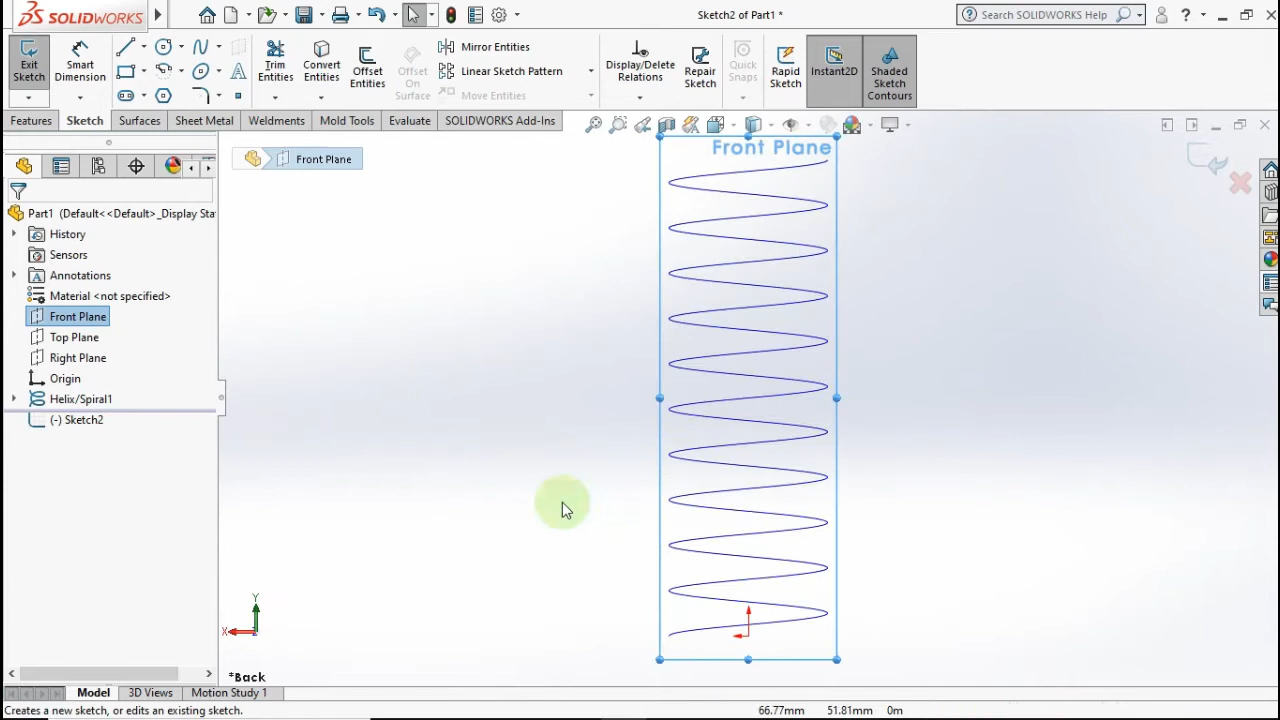 SOLIDWORKS
Sketch2 of Part1 *
Search SOLIDWORKS Help
Exit Sketch
Smart Dimension
Trim Entities
Convert Entities
Offset Entities
Offset On Surface
Mirror Entities
Linear Sketch Pattern
Move Entities
Display/Delete Relations
Repair Sketch
Quick Snaps
Rapid Sketch
Instant2D
Shaded Sketch Contours
Features
Sketch
Surfaces
Sheet Metal
Weldments
Mold Tools
Evaluate
SOLIDWORKS Add-Ins
Front Plane
Front Plane
Part1 (Default<<Default>_Display Sta
History
Sensors
Annotations
Material <not specified>
Front Plane
Top Plane
Right Plane
Origin
Helix/Spiral1
(-) Sketch2
Y
X
*Back
Model
3D Views
Motion Study 1
Creates a new sketch, or edits an existing sketch.
66.77mm
51.81mm
0m